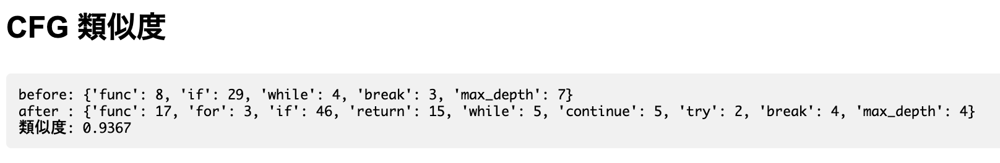 CFG 類似度
before: {'func': 8, 'if': 29, 'while': 4, 'break': 3, 'max_depth': 7}
after : {'func': 17, 'for': 3, 'if': 46, 'return': 15, 'while': 5, 'continue': 5, 'try': 2, 'break': 4, 'max_depth': 4}
類似度: 0.9367